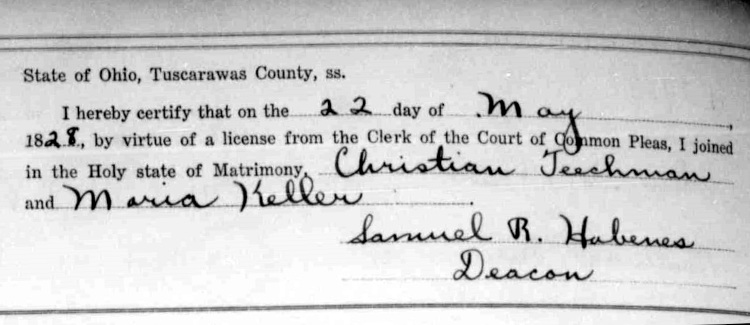 State of Ohio, Tuscarawas County, ss.
I hereby certify that on the 22 day of May
1828., by virtue of a license from the Clerk of the Court of Common Pleas, I joined
in the Holy state of Matrimony, Christian Teechman
and Maria Keller.
Samuel R. Hubenes
Deacon